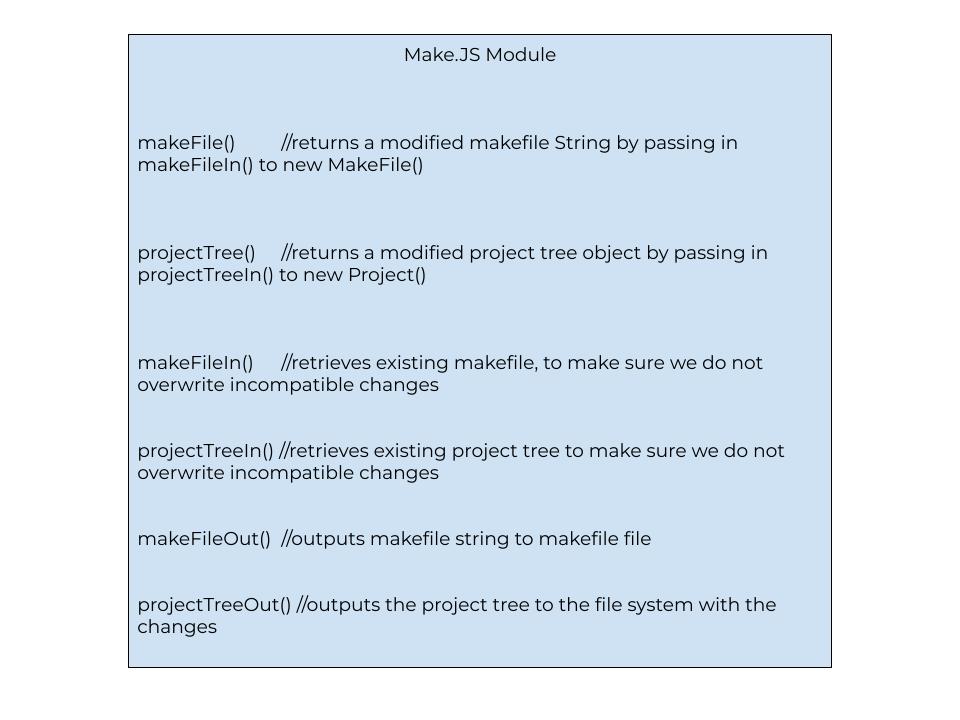 Make.JS Module
makeFile() //returns a modified makefile String by passing in
makeFileIn() to new MakeFile()
projectTree() //returns a modified project tree object by passing in
projectTreeIn() to new Project()
makeFileIn() //retrieves existing makefile, to make sure we do not
overwrite incompatible changes
projectTreeIn() //retrieves existing project tree to make sure we do not
overwrite incompatible changes
makeFileOut() //outputs makefile string to makefile file
projectTreeOut() //outputs the project tree to the file system with the
changes